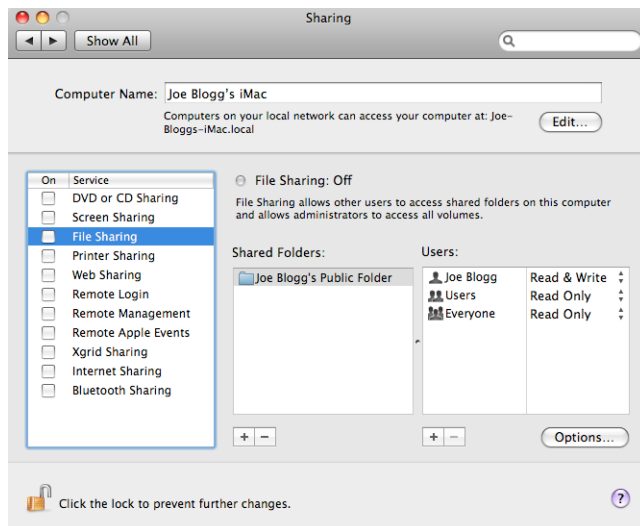 Sharing
Show All
Computer Name: Joe Blogg's iMac
Computers on your local network can access your computer at: Joe-
Bloggs-iMac.local
Edit...
On Service
DVD or CD Sharing
Screen Sharing
File Sharing
Printer Sharing
Web Sharing
Remote Login
Remote Management
Remote Apple Events
Xgrid Sharing
Internet Sharing
Bluetooth Sharing
File Sharing: Off
File Sharing allows other users to access shared folders on this computer
and allows administrators to access all volumes.
Shared Folders:
Joe Blogg's Public Folder
+ −
Users:
Joe Blogg Read & Write
Users Read Only
Everyone Read Only
+ −
Options...
Click the lock to prevent further changes.
?